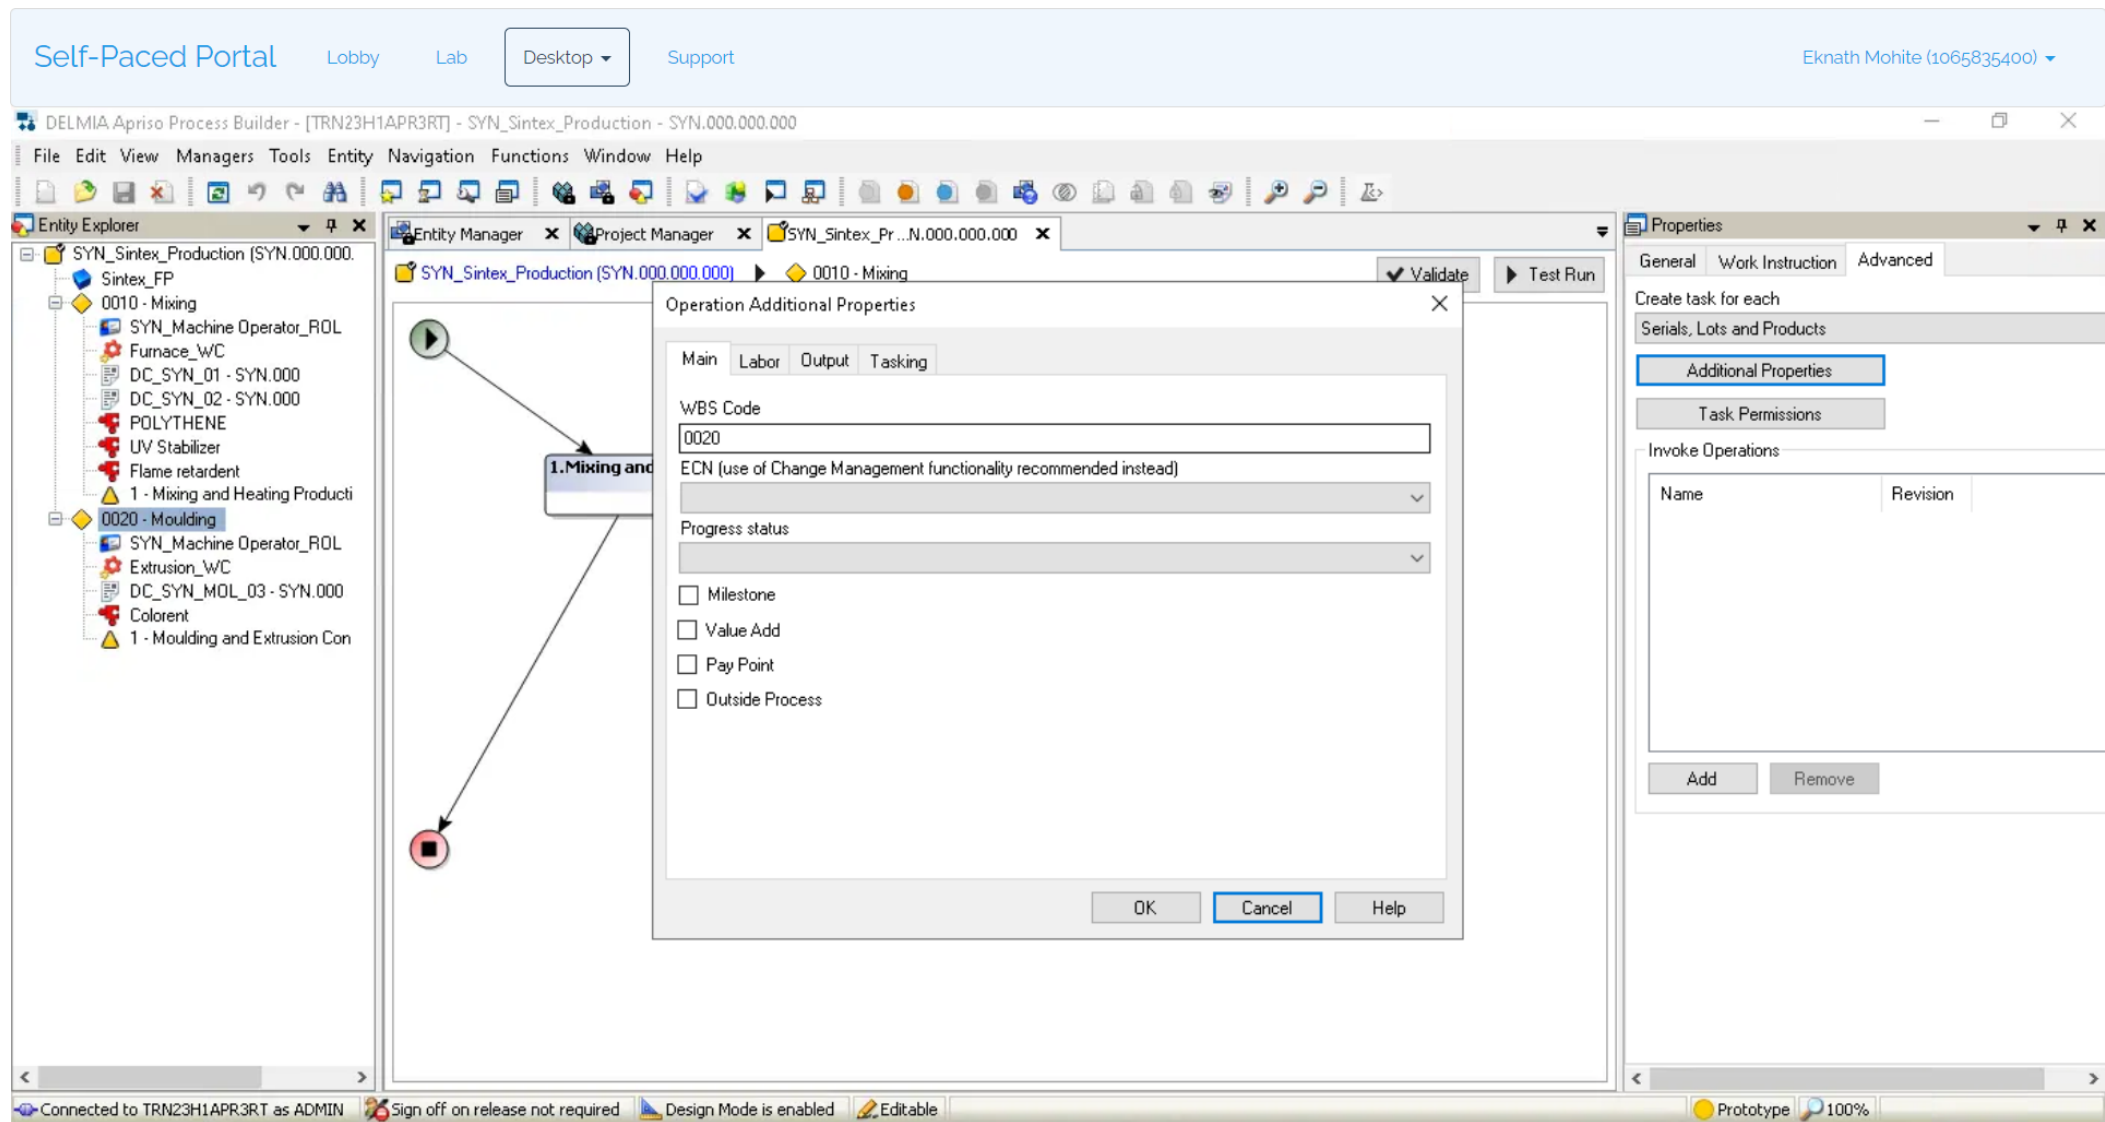 Self-Paced Portal Lobby Lab Desktop Support Eknath Mohite (1065835400)
DELMIA Apriso Process Builder - [TRN23H1APR3RT] - SYN_Sintex_Production - SYN.000.000.000
File Edit View Managers Tools Entity Navigation Functions Window Help
Entity Explorer
SYN_Sintex_Production (SYN.000.000.
Sintex_FP
0010 - Mixing
SYN_Machine Operator_ROL
Furnace_WC
DC_SYN_01 - SYN.000
DC_SYN_02 - SYN.000
POLYTHENE
UV Stabilizer
Flame retardent
1 - Mixing and Heating Producti
0020 - Moulding
SYN_Machine Operator_ROL
Extrusion_WC
DC_SYN_MOL_03 - SYN.000
Colorent
1 - Moulding and Extrusion Con
Entity Manager Project Manager SYN_Sintex_Pr...N.000.000.000
SYN_Sintex_Production (SYN.000.000.000) 0010 - Mixing Validate Test Run
1.Mixing and
Operation Additional Properties
Main Labor Output Tasking
WBS Code
0020
ECN (use of Change Management functionality recommended instead)
Progress status
Milestone
Value Add
Pay Point
Outside Process
OK Cancel Help
Properties
General Work Instruction Advanced
Create task for each
Serials, Lots and Products
Additional Properties
Task Permissions
Invoke Operations
Name Revision
Add Remove
Connected to TRN23H1APR3RT as ADMIN Sign off on release not required Design Mode is enabled Editable Prototype 100%